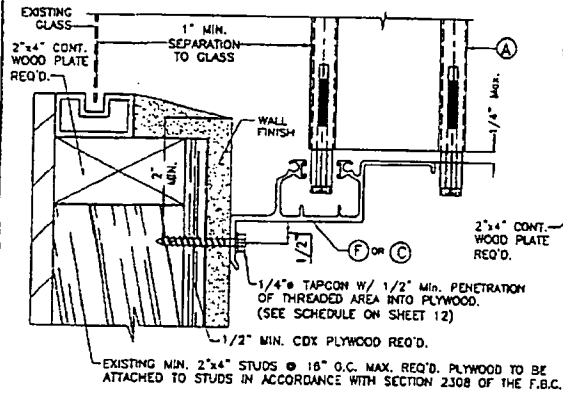 EXISTING
GLASS
2"x4" CONT.
WOOD PLATE
REQ'D.
1" MIN.
SEPARATION
TO GLASS
A
1/4" Max.
WALL
FINISH
2"
MIN.
1/2"
F OR C
2"x4" CONT.
WOOD PLATE
REQ'D.
1/4"ø TAPCON W/ 1/2" Min. PENETRATION
OF THREADED AREA INTO PLYWOOD.
(SEE SCHEDULE ON SHEET 12)
1/2" MIN. CDX PLYWOOD REQ'D.
EXISTING MIN. 2"x4" STUDS @ 16" O.C. MAX. REQ'D. PLYWOOD TO BE
ATTACHED TO STUDS IN ACCORDANCE WITH SECTION 2308 OF THE F.B.C.